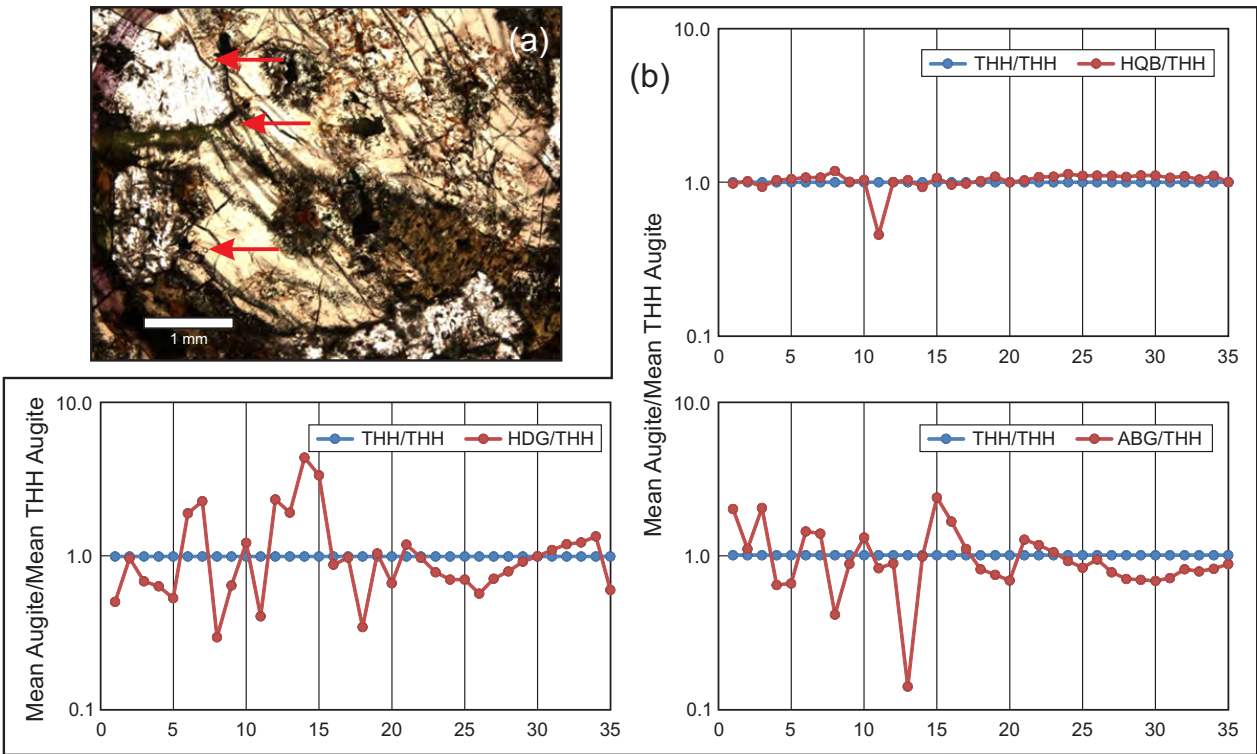 (a)
1 mm
(b)
Mean Augite/Mean THH Augite
10.0
1.0
0.1
THH/THH HQB/THH
0 5 10 15 20 25 30 35
Mean Augite/Mean THH Augite
10.0
1.0
0.1
THH/THH HDG/THH
0 5 10 15 20 25 30 35
10.0
1.0
0.1
THH/THH ABG/THH
0 5 10 15 20 25 30 35